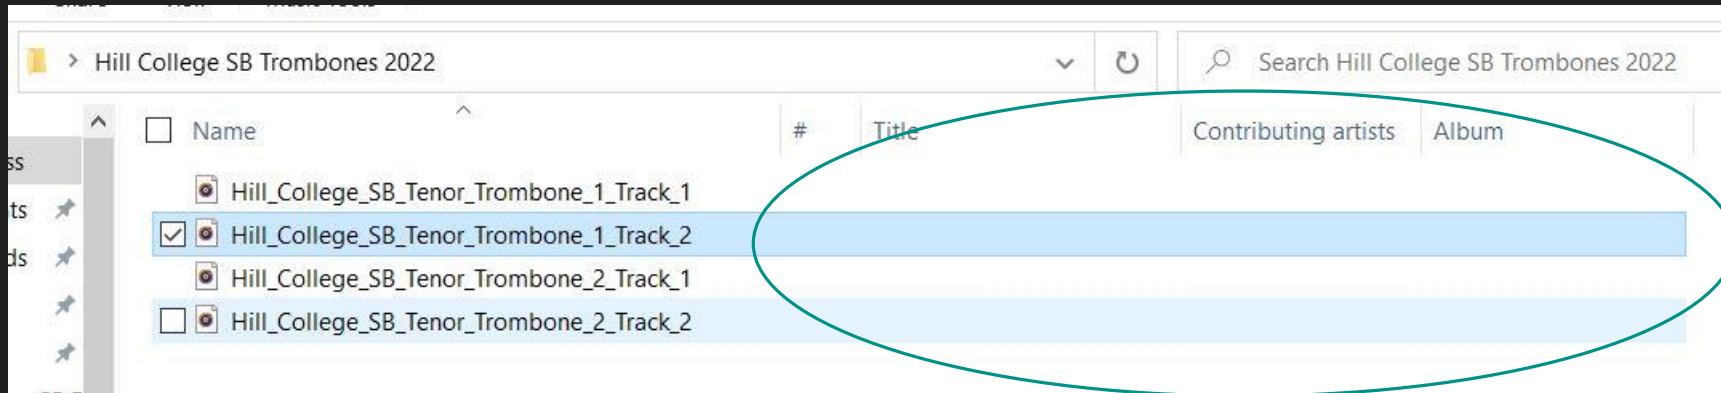 Hill College SB Trombones 2022
Search Hill College SB Trombones 2022
Name # Title Contributing artists Album
Hill_College_SB_Tenor_Trombone_1_Track_1
Hill_College_SB_Tenor_Trombone_1_Track_2
Hill_College_SB_Tenor_Trombone_2_Track_1
Hill_College_SB_Tenor_Trombone_2_Track_2